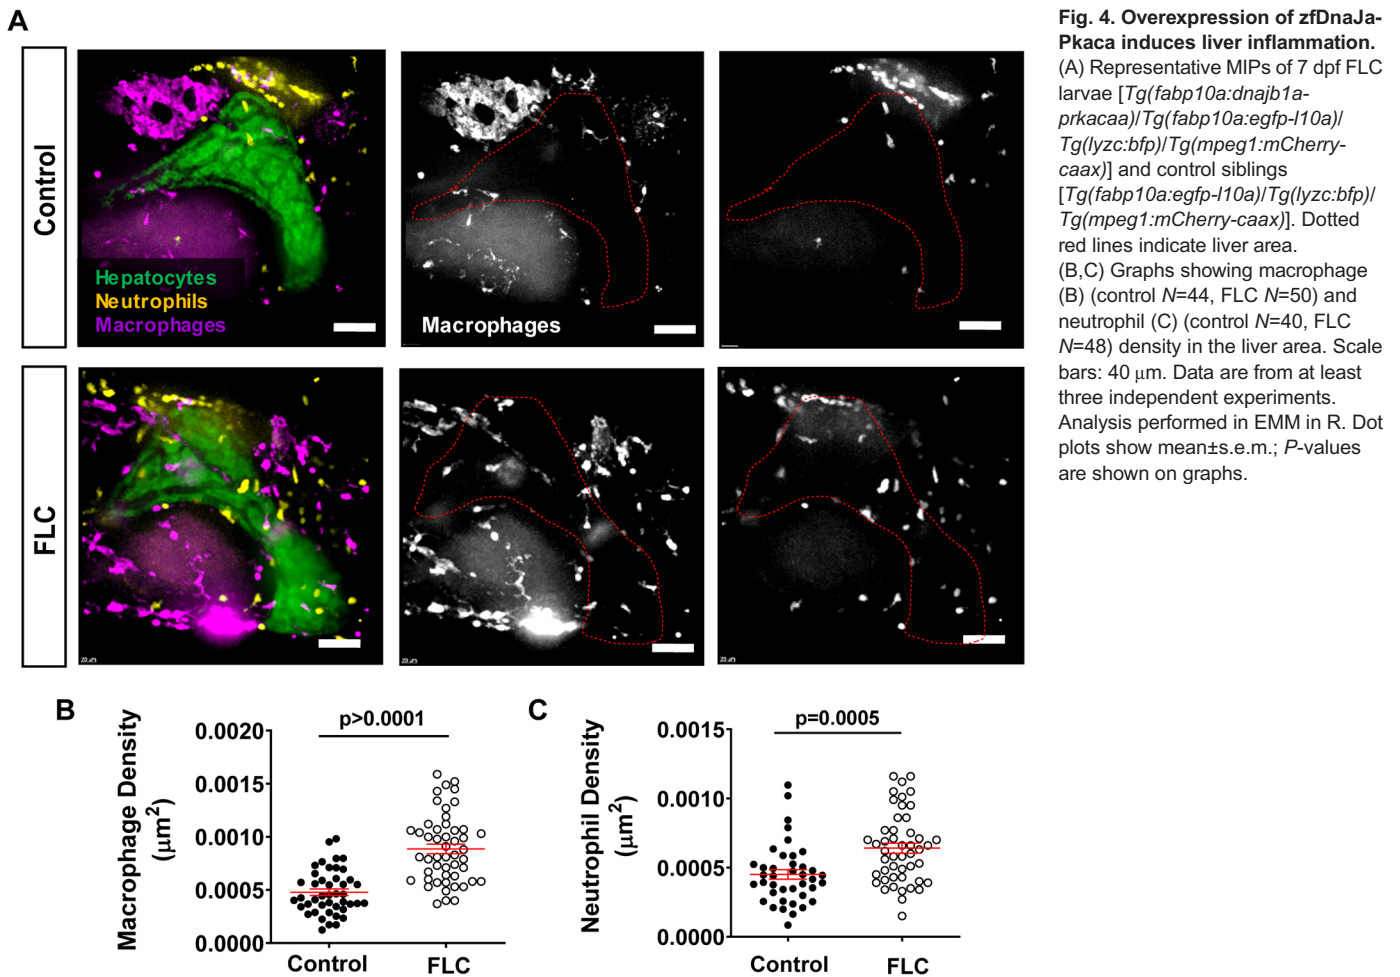 A
Control
Hepatocytes
Neutrophils
Macrophages
Macrophages
FLC
20 µm
Fig. 4. Overexpression of zfDnaJa-
Pkaca induces liver inflammation.
(A) Representative MIPs of 7 dpf FLC
larvae [Tg(fabp10a:dnajb1a-
prkacaa)/Tg(fabp10a:egfp-l10a)/
Tg(lyzc:bfp)/Tg(mpeg1:mCherry-
caax)] and control siblings
[Tg(fabp10a:egfp-l10a)/Tg(lyzc:bfp)/
Tg(mpeg1:mCherry-caax)]. Dotted
red lines indicate liver area.
(B,C) Graphs showing macrophage
(B) (control N=44, FLC N=50) and
neutrophil (C) (control N=40, FLC
N=48) density in the liver area. Scale
bars: 40 μm. Data are from at least
three independent experiments.
Analysis performed in EMM in R. Dot
plots show mean±s.e.m.; P-values
are shown on graphs.
B
Macrophage Density
(μm²)
p>0.0001
0.0020
0.0015
0.0010
0.0005
0.0000
Control
FLC
C
Neutrophil Density
(μm²)
p=0.0005
0.0015
0.0010
0.0005
0.0000
Control
FLC